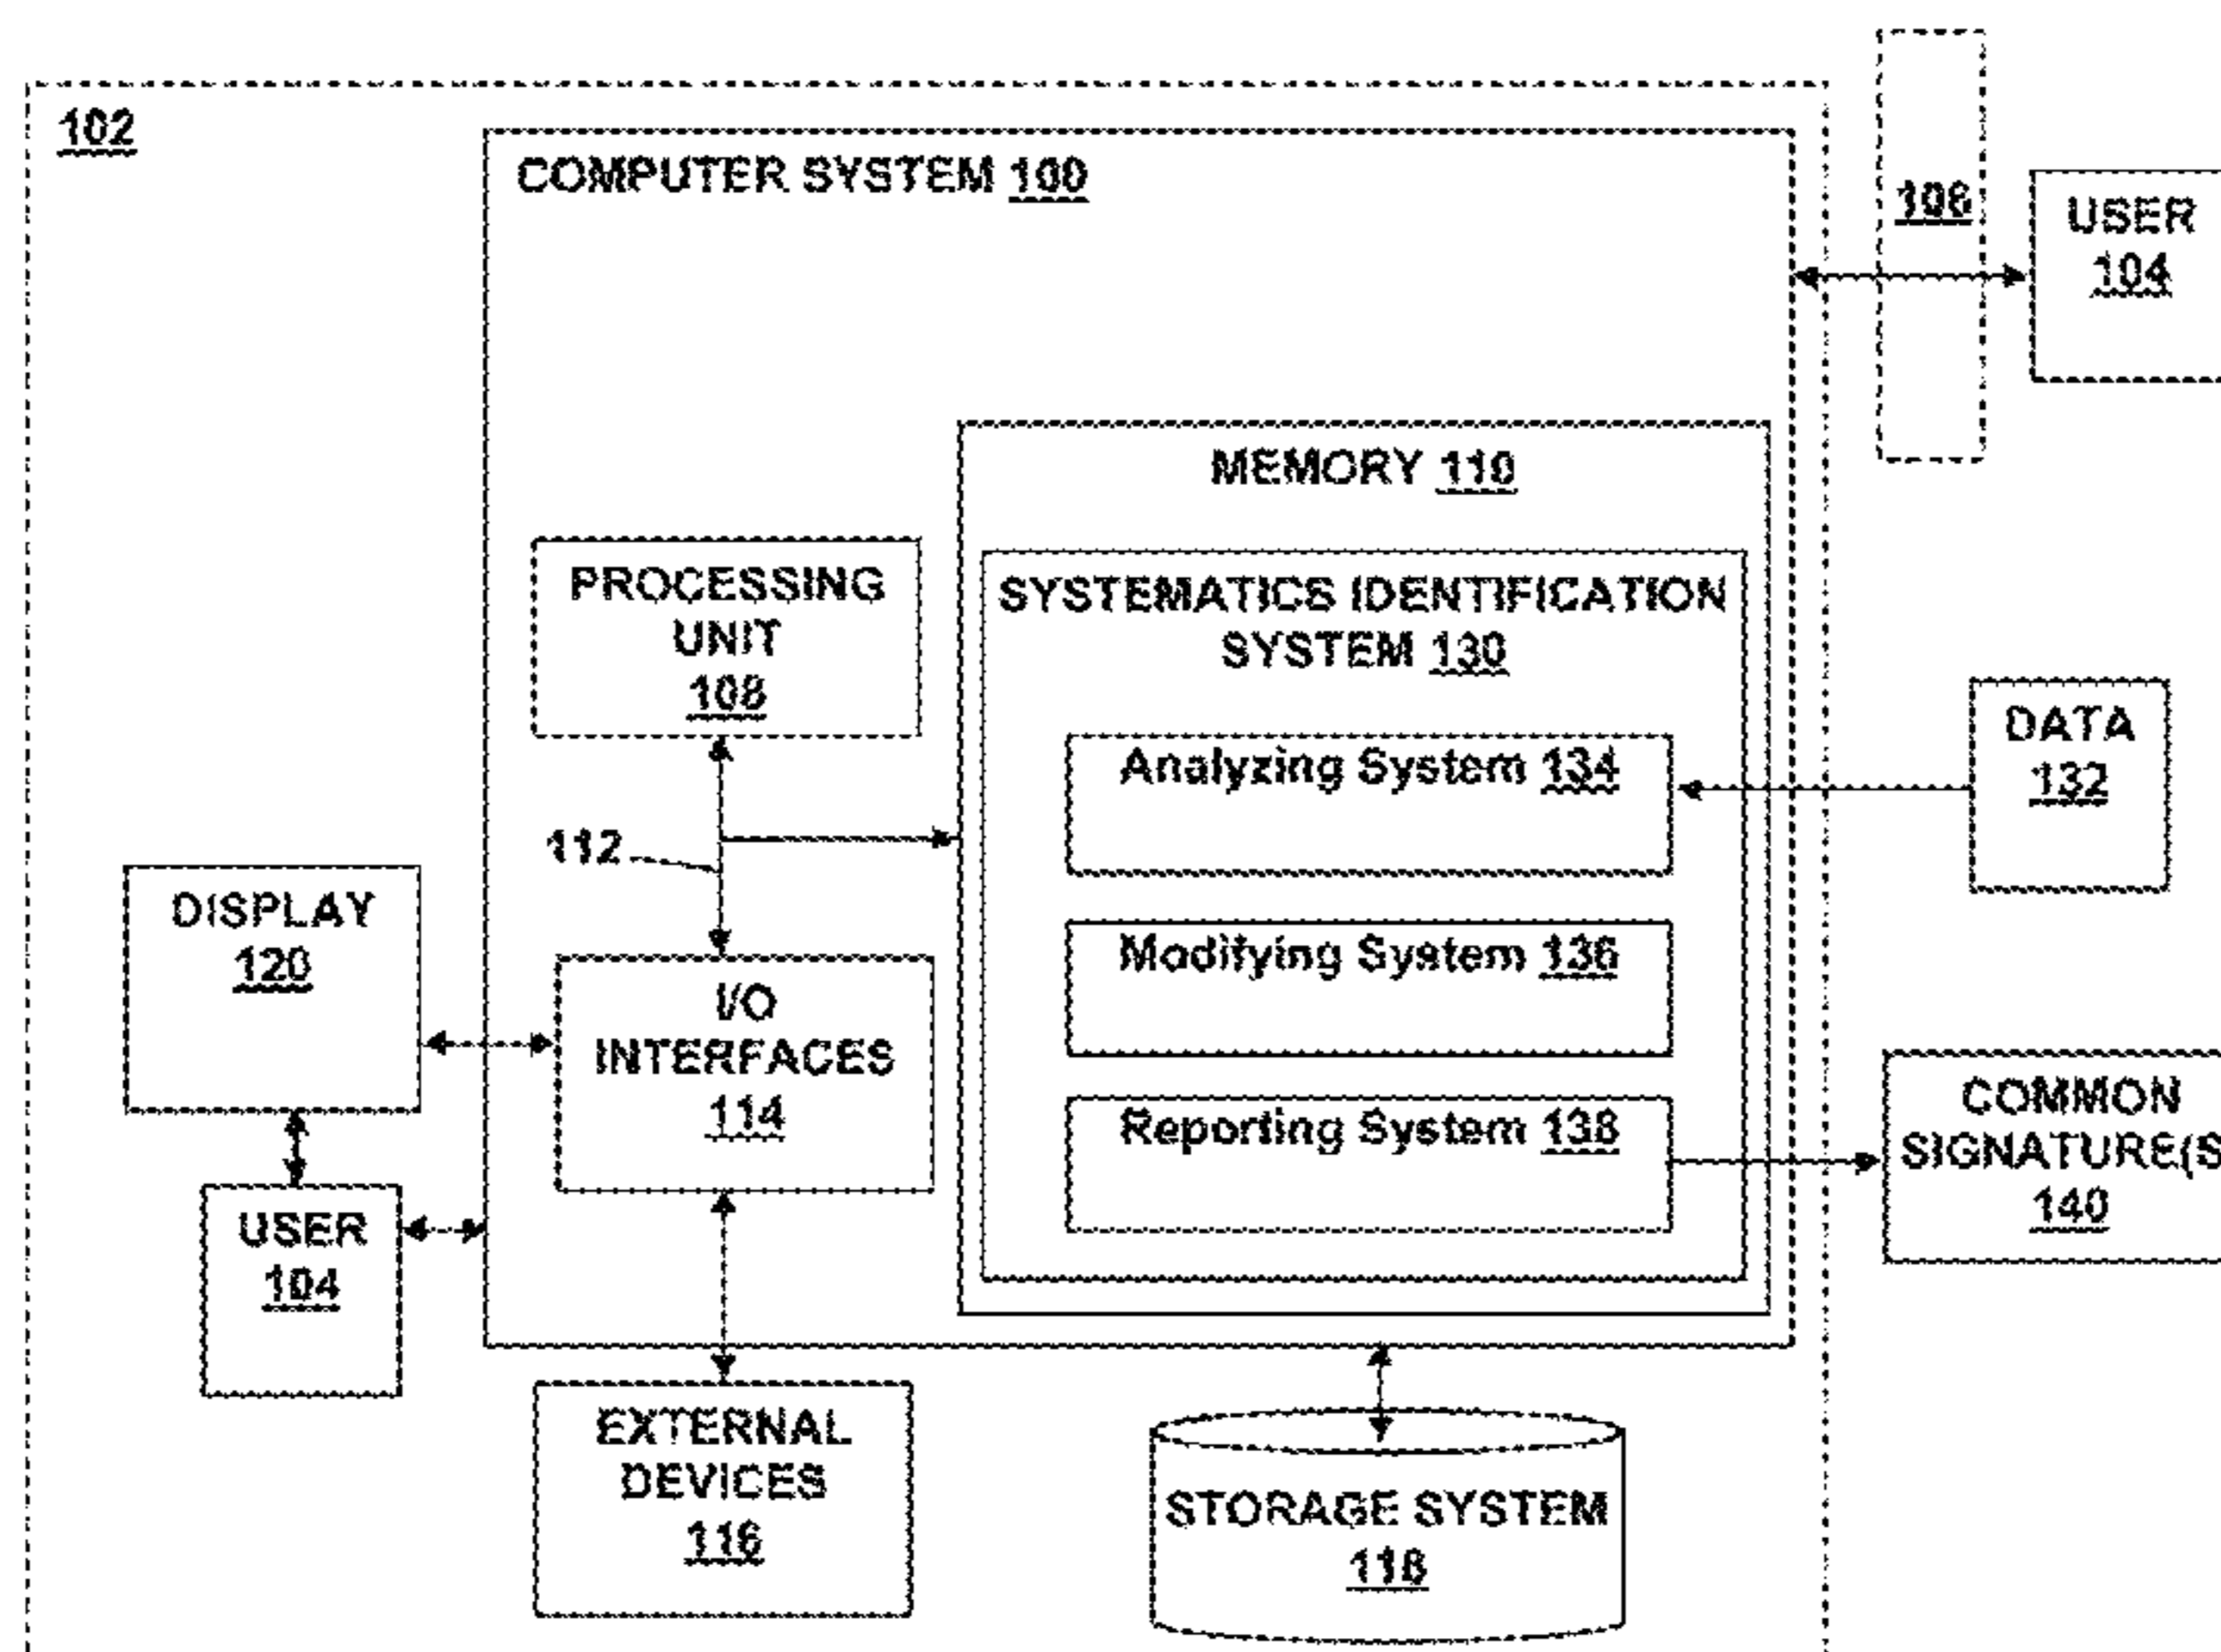 102
COMPUTER SYSTEM 100
106
USER
104
MEMORY 110
PROCESSING
UNIT
108
SYSTEMATICS IDENTIFICATION
SYSTEM 130
Analyzing System 134
DATA
132
112
DISPLAY
120
Modifying System 136
I/O
INTERFACES
114
COMMON
SIGNATURE(S
140
Reporting System 138
USER
104
EXTERNAL
DEVICES
116
STORAGE SYSTEM
118